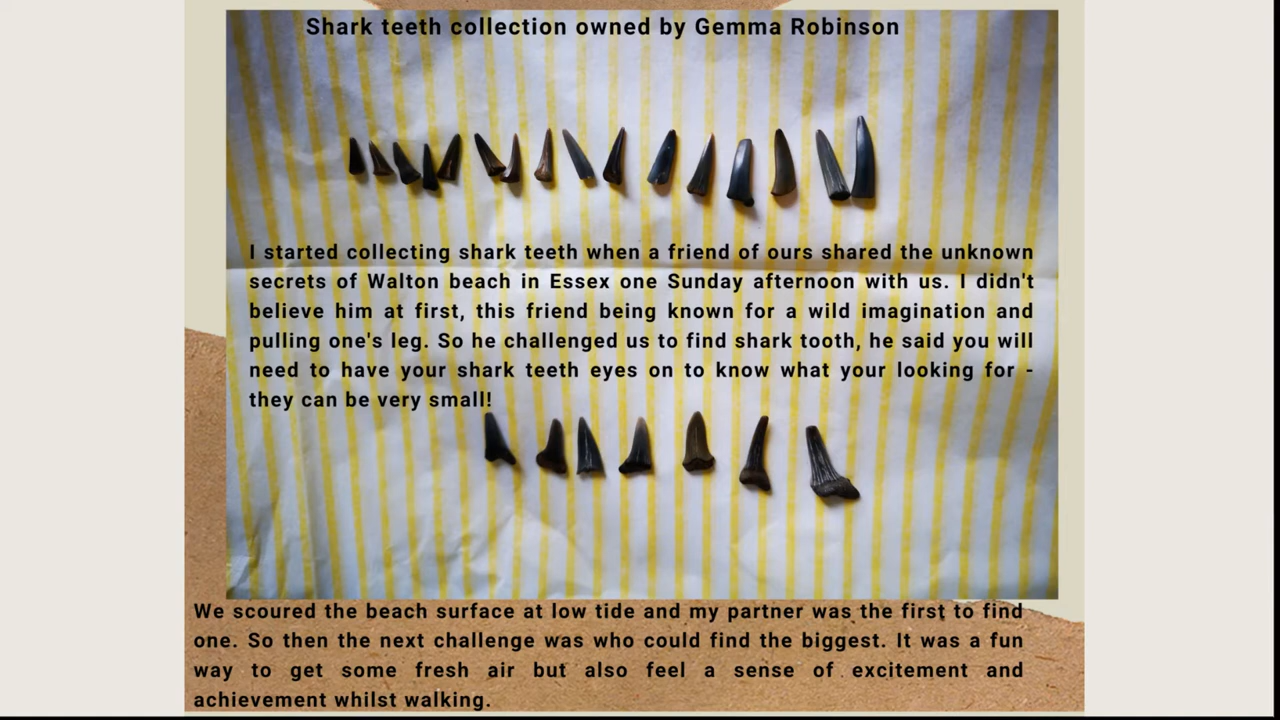 Shark teeth collection owned by Gemma Robinson
I started collecting shark teeth when a friend of ours shared the unknown
secrets of Walton beach in Essex one Sunday afternoon with us. I didn't
believe him at first, this friend being known for a wild imagination and
pulling one's leg. So he challenged us to find shark tooth, he said you will
need to have your shark teeth eyes on to know what your looking for -
they can be very small!
We scoured the beach surface at low tide and my partner was the first to find
one. So then the next challenge was who could find the biggest. It was a fun
way to get some fresh air but also feel a sense of excitement and
achievement whilst walking.